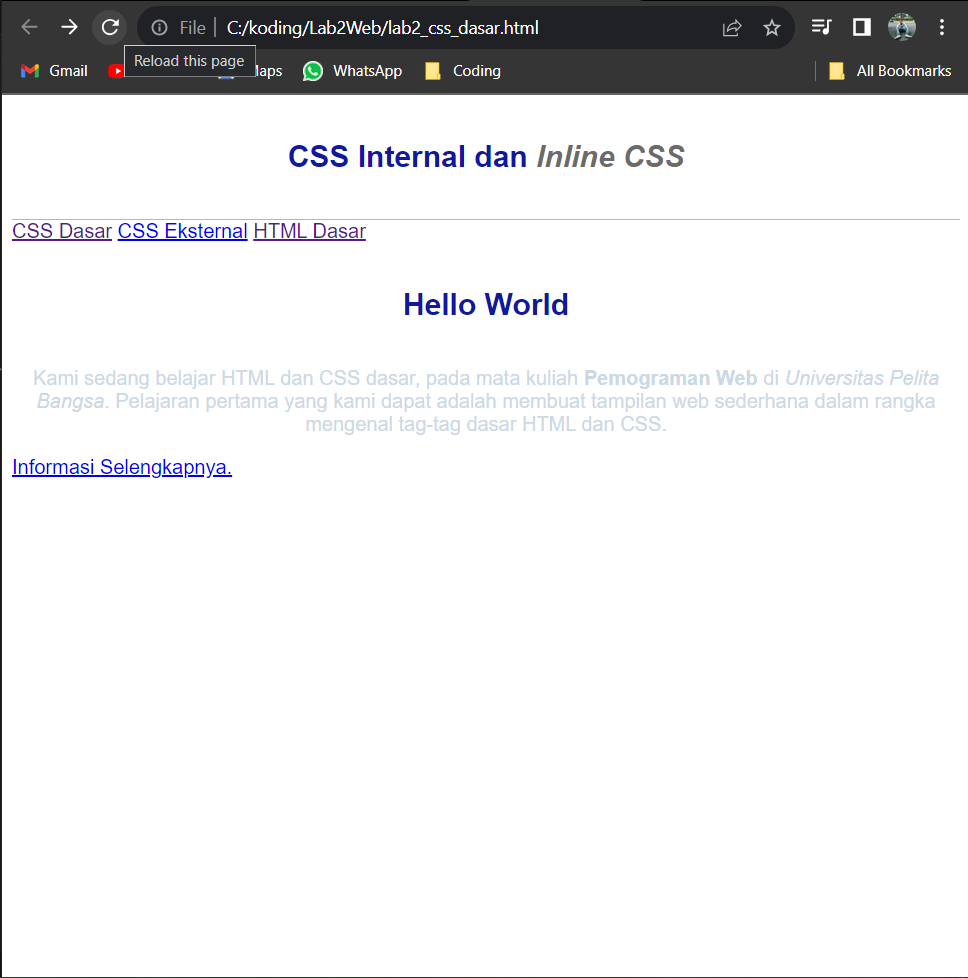 File C:/koding/Lab2Web/lab2_css_dasar.html
Reload this page
Gmail WhatsApp Coding All Bookmarks
CSS Internal dan Inline CSS
CSS Dasar CSS Eksternal HTML Dasar
Hello World
Kami sedang belajar HTML dan CSS dasar, pada mata kuliah Pemograman Web di Universitas Pelita
Bangsa. Pelajaran pertama yang kami dapat adalah membuat tampilan web sederhana dalam rangka
mengenal tag-tag dasar HTML dan CSS.
Informasi Selengkapnya.